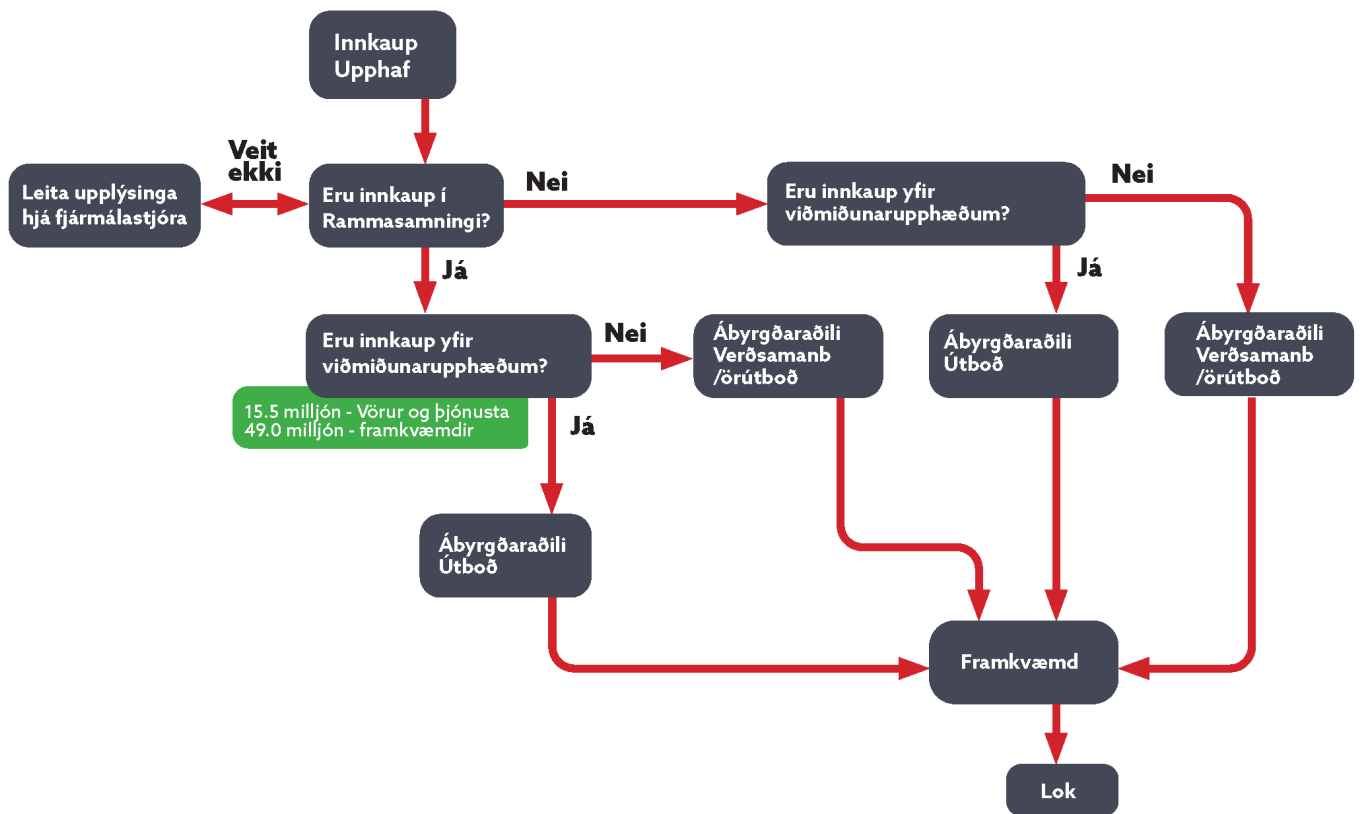 Innkaup
Upphaf
Veit
ekki
Leita upplýsinga
hjá fjármálastjóra
Eru innkaup í
Rammasamningi?
Nei
Eru innkaup yfir
viðmiðunarupphæðum?
Nei
Já
Já
Eru innkaup yfir
viðmiðunarupphæðum?
Nei
Ábyrgðaraðili
Verðsamanb
/örútboð
Ábyrgðaraðili
Útboð
Ábyrgðaraðili
Verðsamanb
/örútboð
15.5 milljón - Vörur og þjónusta
49.0 milljón - framkvæmdir
Já
Ábyrgðaraðili
Útboð
Framkvæmd
Lok